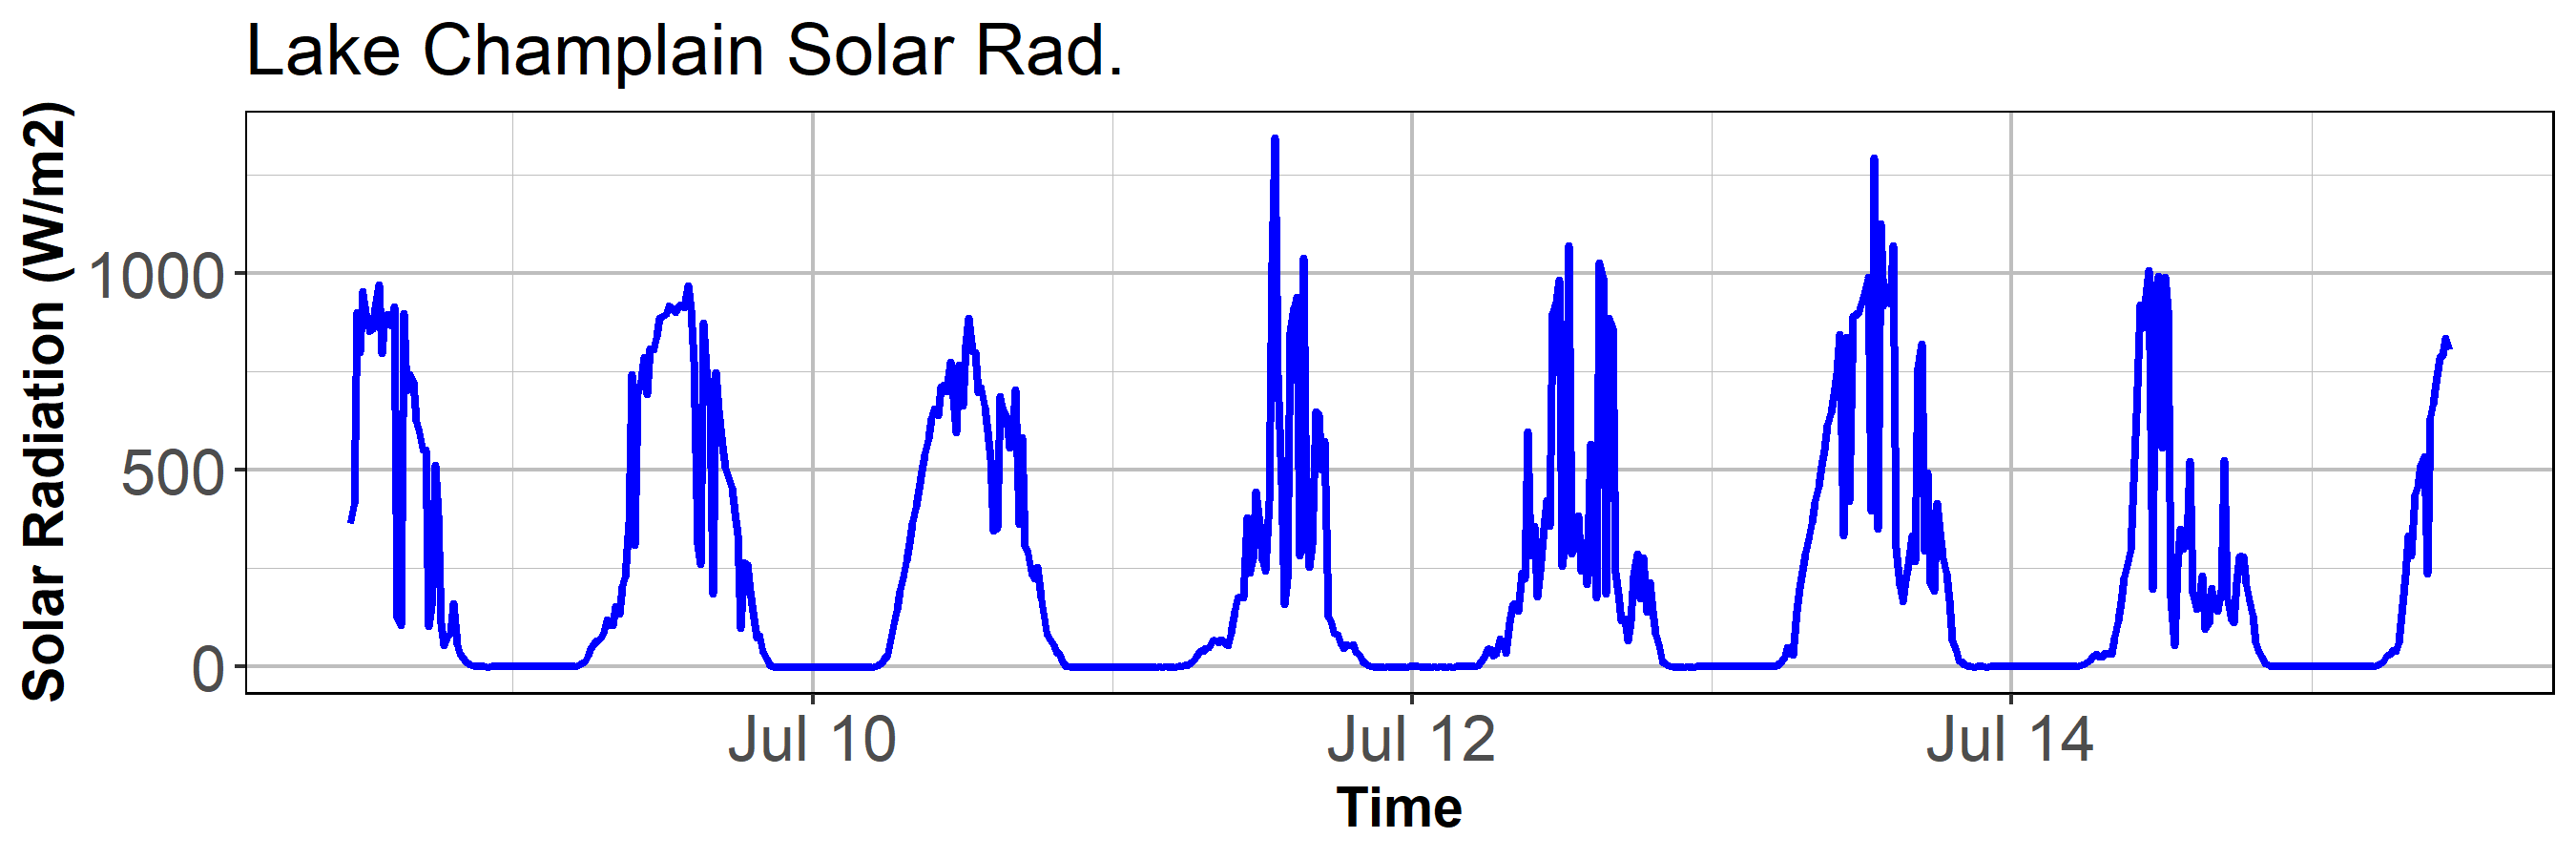 Lake Champlain Solar Rad.
Solar Radiation (W/m2)
1000
500
0
Jul 10
Jul 12
Jul 14
Time